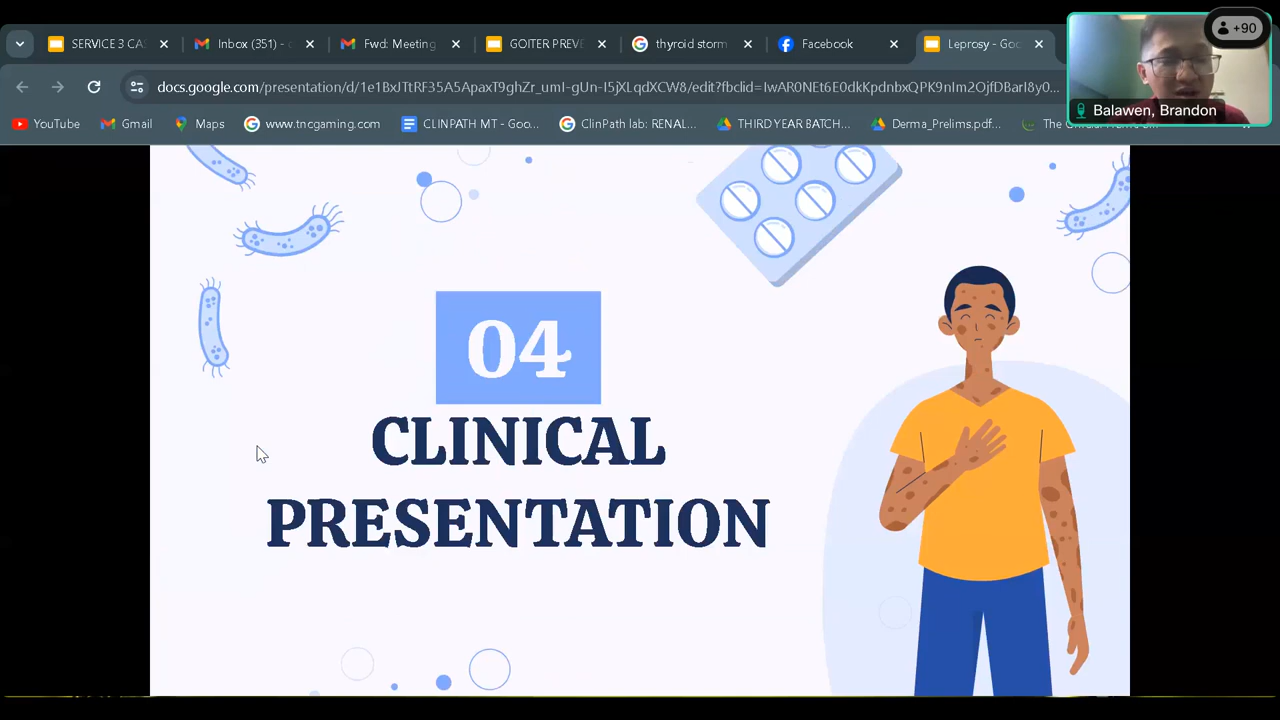 SERVICE 3 CA
Inbox (351) - c
Fwd: Meeting
GOITER PREVE
thyroid storm
Facebook
Leprosy - Goo
+90
docs.google.com/presentation/d/1e1BxJTtRF35A5ApaxT9ghZr_umI-gUn-I5jXLqdXCW8/edit?fbclid=IwAR0NEt6E0dkKpdnbxQPK9nIm2OjfDBarI8y0...
Balawen, Brandon
YouTube
Gmail
Maps
www.tncgaming.com
CLINPATH MT - Goo...
ClinPath lab: RENAL...
THIRD YEAR BATCH...
Derma_Prelims.pdf...
04
CLINICAL
PRESENTATION